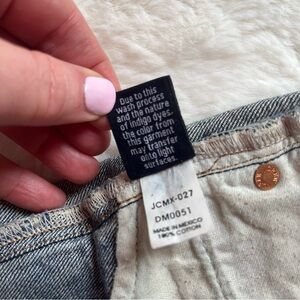 Due to this
wash process
and the nature
of indigo dyes,
the color from
this garment
may transfer
onto light
surfaces.
JCMX-027
DM0051
MADE IN MEXICO
100% COTTON